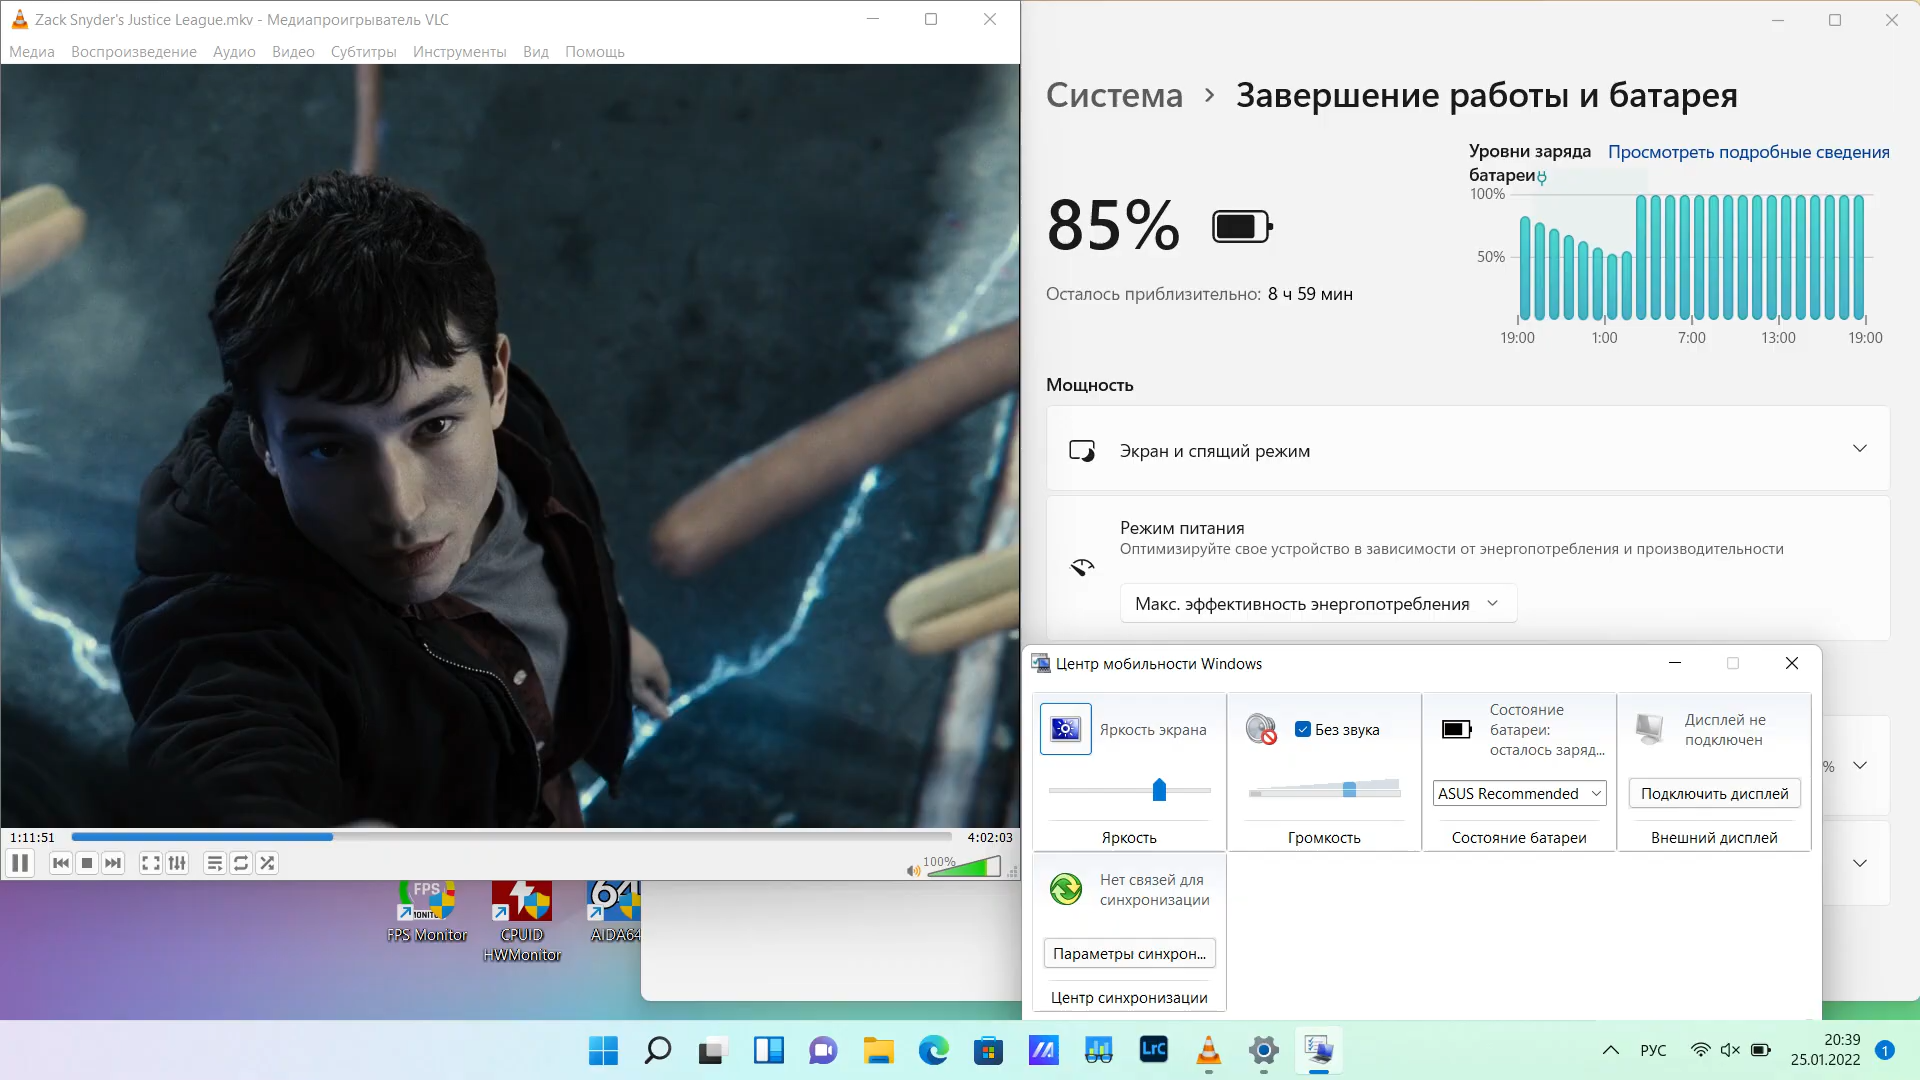 Zack Snyder's Justice League.mkv - Медиапроигрыватель VLC
Медиа Воспроизведение Аудио Видео Субтитры Инструменты Вид Помощь
1:11:51
4:02:03
100%
FPS
MONITOR
FPS Monitor
CPUID
HWMonitor
64
AIDA64
Система > Завершение работы и батарея
85%
Осталось приблизительно: 8 ч 59 мин
Уровни заряда
батареи
Просмотреть подробные сведения
100%
50%
19:00 1:00 7:00 13:00 19:00
Мощность
Экран и спящий режим
Режим питания
Оптимизируйте свое устройство в зависимости от энергопотребления и производительности
Макс. эффективность энергопотребления
%
Центр мобильности Windows
Яркость экрана
Яркость
Без звука
Громкость
Состояние
батареи:
осталось заряд...
ASUS Recommended
Состояние батареи
Дисплей не
подключен
Подключить дисплей
Внешний дисплей
Нет связей для
синхронизации
Параметры синхрон...
Центр синхронизации
LrC
РУС
20:39
25.01.2022
1